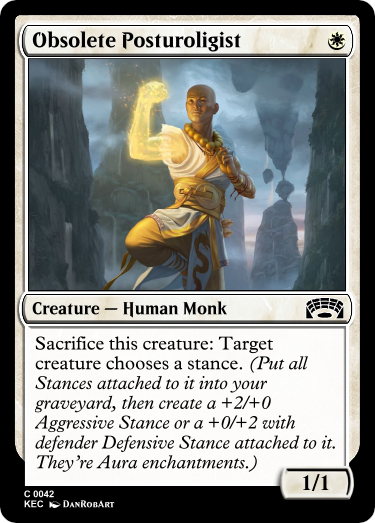 Obsolete Posturoligist
Creature — Human Monk
Sacrifice this creature: Target
creature chooses a stance. (Put all
Stances attached to it into your
graveyard, then create a +2/+0
Aggressive Stance or a +0/+2 with
defender Defensive Stance attached to it.
They're Aura enchantments.)
1/1
C 0042
KEC DanRobArt